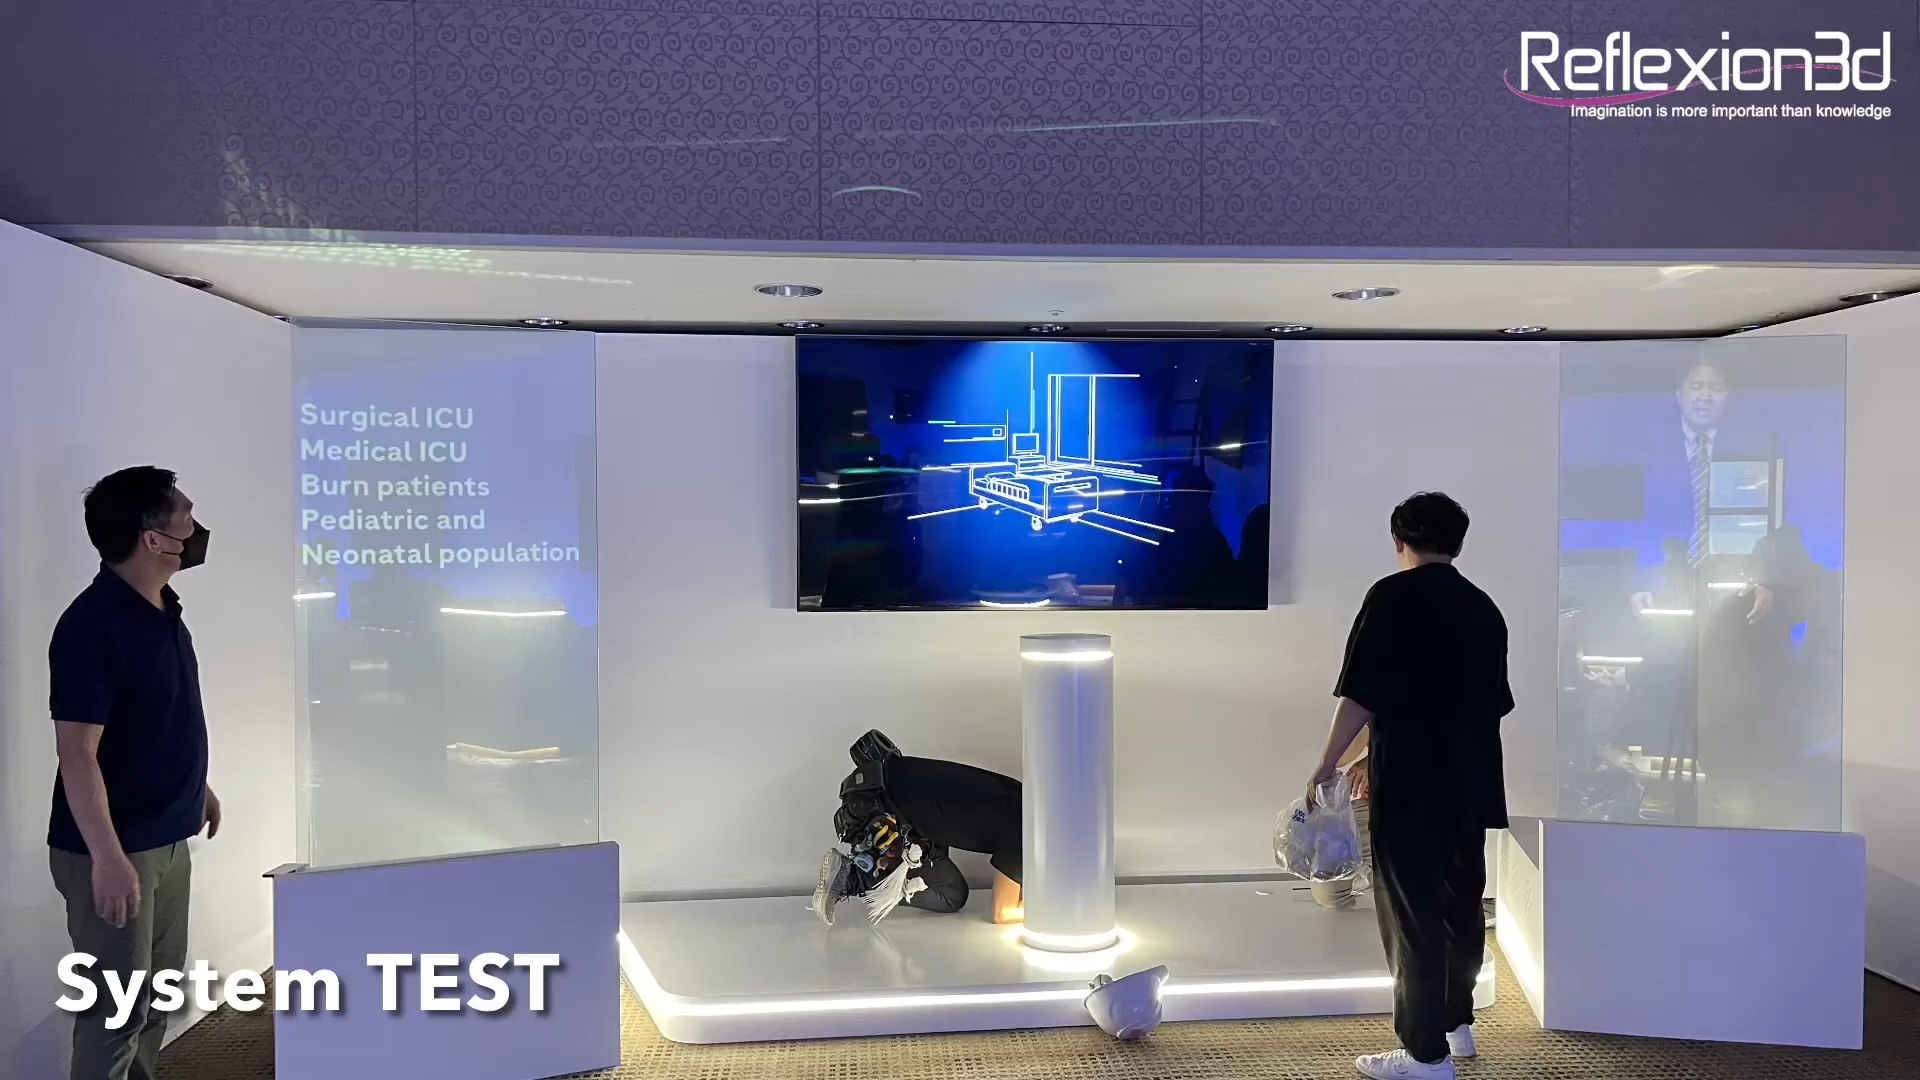 Reflexion3d
Imagination is more important than knowledge
Surgical ICU
Medical ICU
Burn patients
Pediatric and
Neonatal population
System TEST